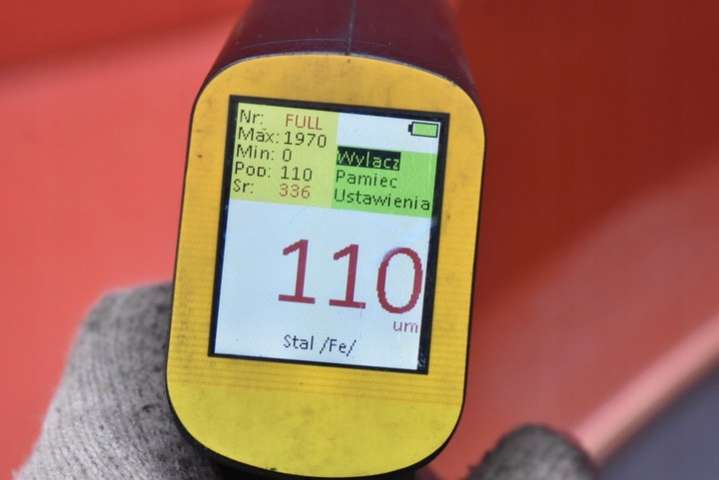 Nr: FULL
Max: 1970
Min: 0
Pop: 110
Sr: 336
Wylacz
Pamiec
Ustawienia
110
um
Stal /Fe/